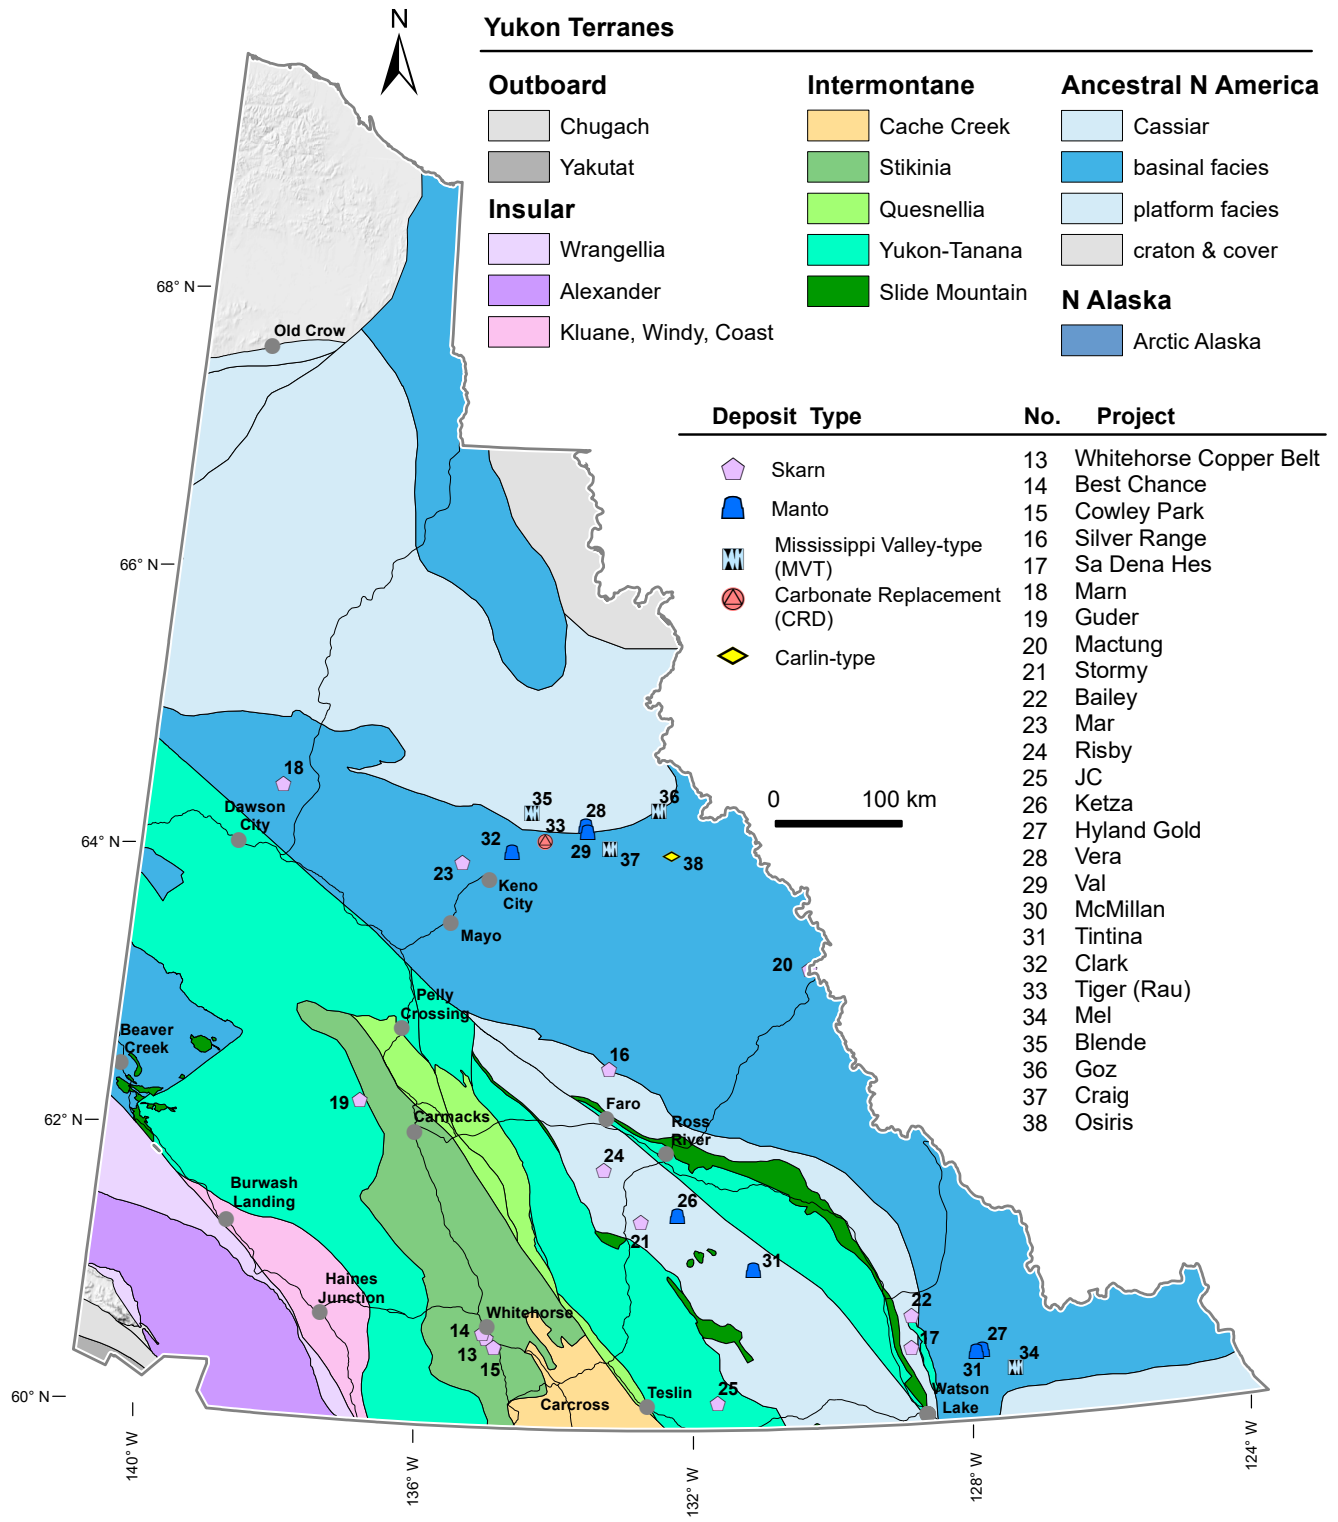 N
Yukon Terranes
Outboard
Chugach
Yakutat
Insular
Wrangellia
Alexander
Kluane, Windy, Coast
Intermontane
Cache Creek
Stikinia
Quesnellia
Yukon-Tanana
Slide Mountain
Ancestral N America
Cassiar
basinal facies
platform facies
craton & cover
N Alaska
Arctic Alaska
Deposit Type
Skarn
Manto
Mississippi Valley-type
(MVT)
Carbonate Replacement
(CRD)
Carlin-type
No. Project
13 Whitehorse Copper Belt
14 Best Chance
15 Cowley Park
16 Silver Range
17 Sa Dena Hes
18 Marn
19 Guder
20 Mactung
21 Stormy
22 Bailey
23 Mar
24 Risby
25 JC
26 Ketza
27 Hyland Gold
28 Vera
29 Val
30 McMillan
31 Tintina
32 Clark
33 Tiger (Rau)
34 Mel
35 Blende
36 Goz
37 Craig
38 Osiris
0 100 km
68° N
66° N
64° N
62° N
60° N
140° W
136° W
132° W
128° W
124° W
Old Crow
18
Dawson
City
35
28
36
33
32
29
37
38
23
Keno
City
Mayo
20
Pelly
Crossing
Beaver
Creek
16
19
Carmacks
Faro
Ross
River
24
Burwash
Landing
26
21
31
Haines
Junction
Whitehorse
14
13
15
22
17
27
31
34
Carcross
Teslin
25
Watson
Lake